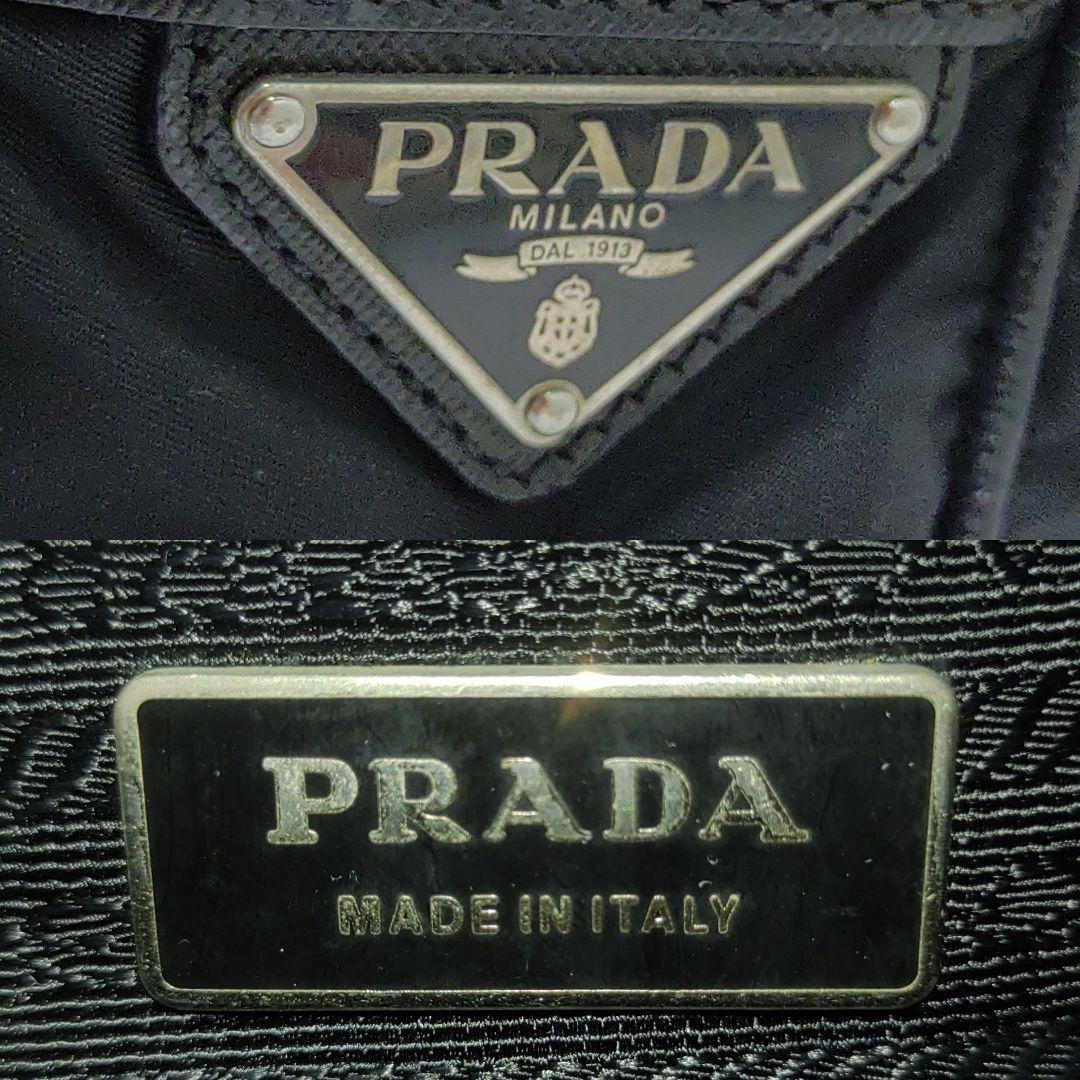 PRADA
MILANO
DAL 1913
PRADA
MADE IN ITALY